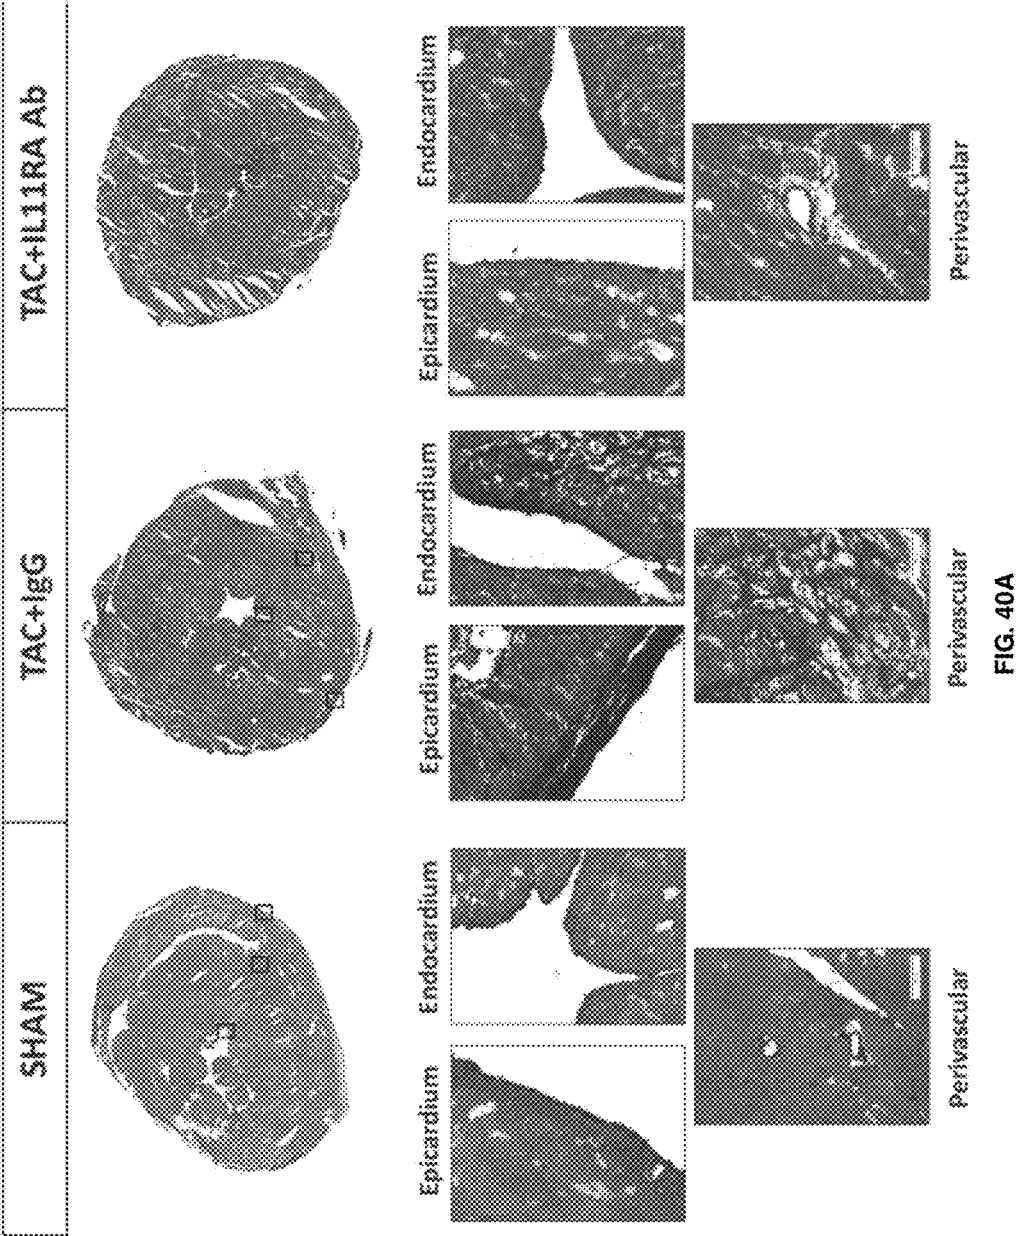 SHAM
TAC+IgG
TAC+IL11RA Ab
Epicardium
Endocardium
Epicardium
Endocardium
Epicardium
Endocardium
Perivascular
Perivascular
Perivascular
FIG. 40A